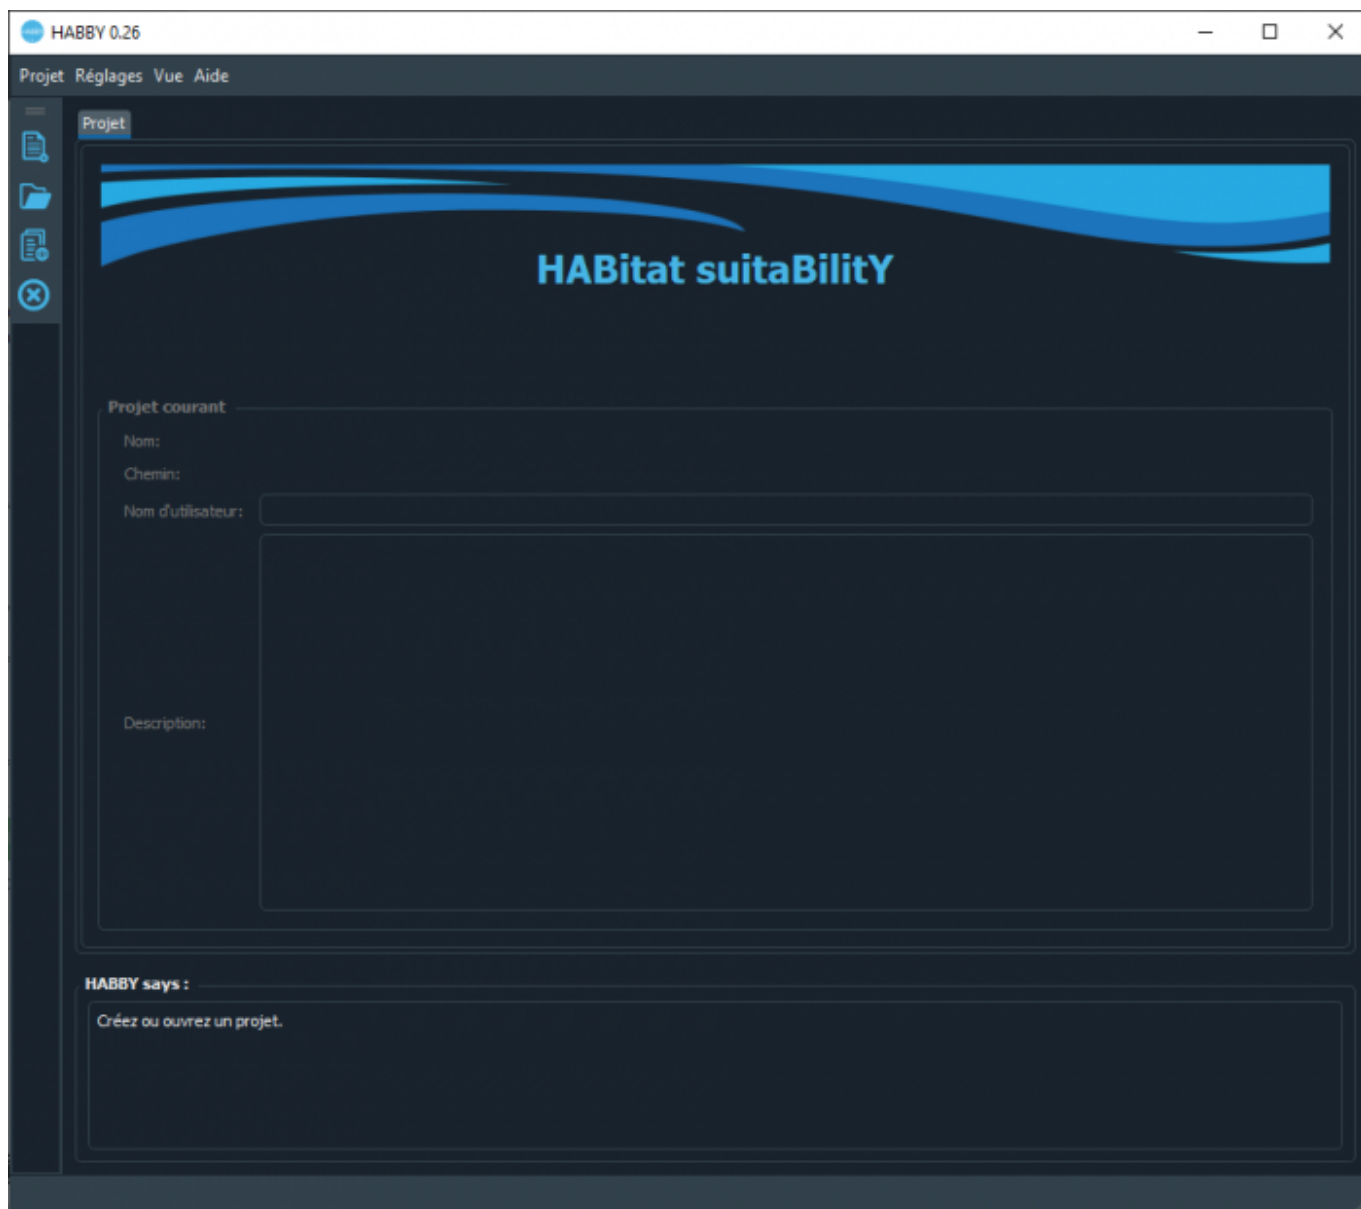 HABBY 0.26
Projet Réglages Vue Aide
Projet
HABitat suitaBilitY
Projet courant
Nom:
Chemin:
Nom d'utilisateur:
Description:
HABBY says :
Créez ou ouvrez un projet.